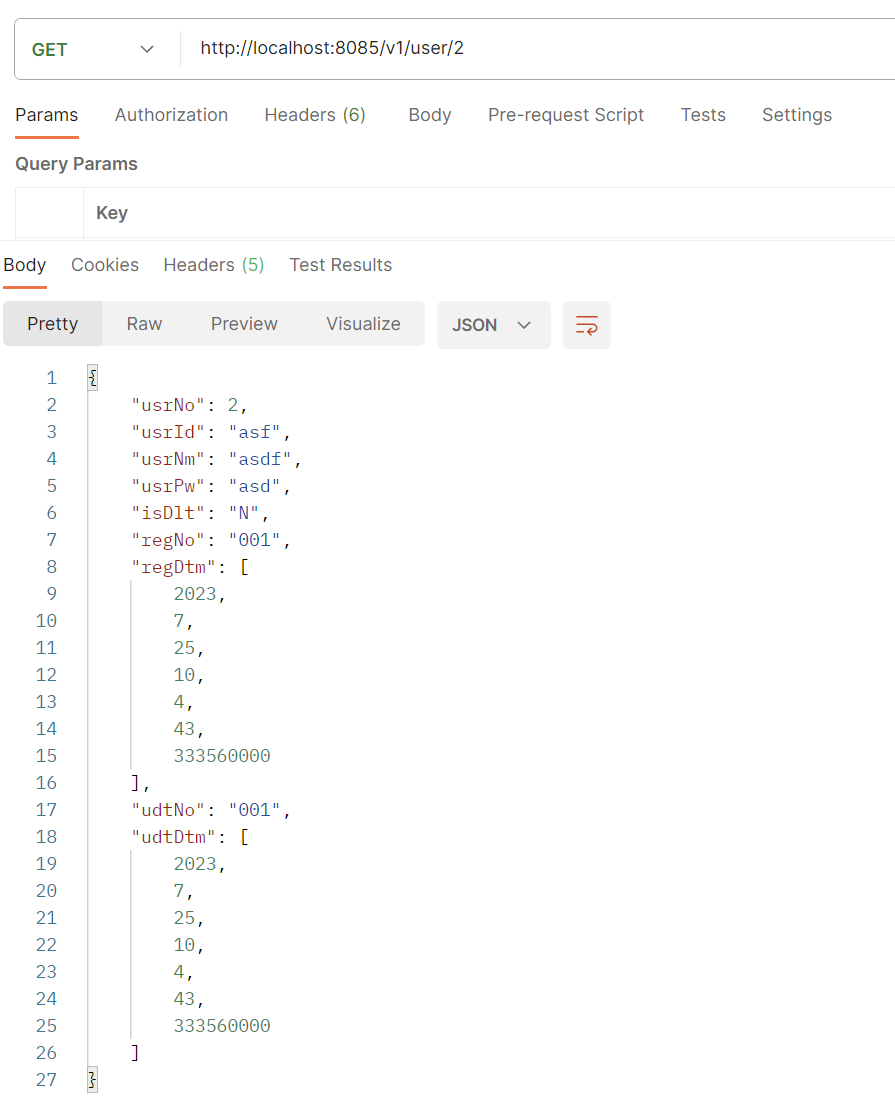 GET http://localhost:8085/v1/user/2
Params Authorization Headers (6) Body Pre-request Script Tests Settings
Query Params
Key
Body Cookies Headers (5) Test Results
Pretty Raw Preview Visualize JSON
1 {
2 "usrNo": 2,
3 "usrId": "asf",
4 "usrNm": "asdf",
5 "usrPw": "asd",
6 "isDlt": "N",
7 "regNo": "001",
8 "regDtm": [
9 2023,
10 7,
11 25,
12 10,
13 4,
14 43,
15 333560000
16 ],
17 "udtNo": "001",
18 "udtDtm": [
19 2023,
20 7,
21 25,
22 10,
23 4,
24 43,
25 333560000
26 ]
27 }